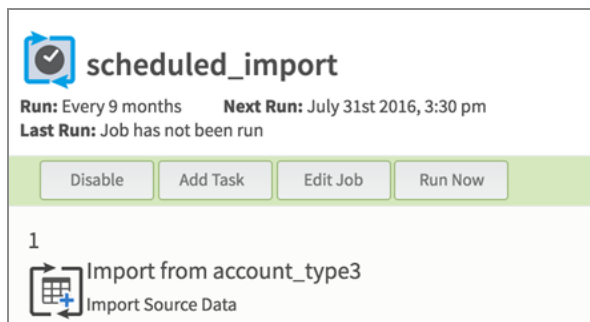 scheduled_import
Run: Every 9 months Next Run: July 31st 2016, 3:30 pm
Last Run: Job has not been run
Disable Add Task Edit Job Run Now
1
Import from account_type3
Import Source Data